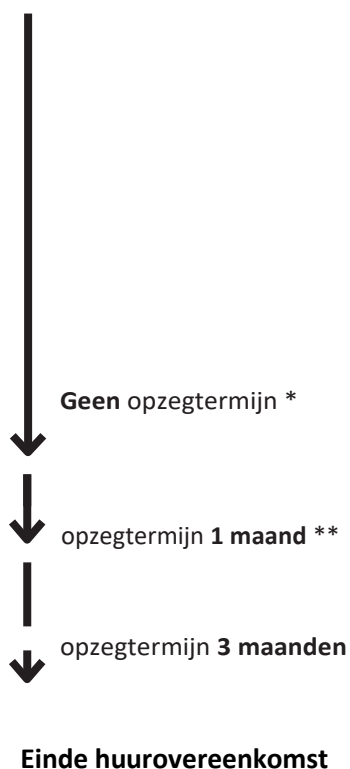 Geen opzegtermijn *
opzegtermijn 1 maand **
opzegtermijn 3 maanden
Einde huurovereenkomst